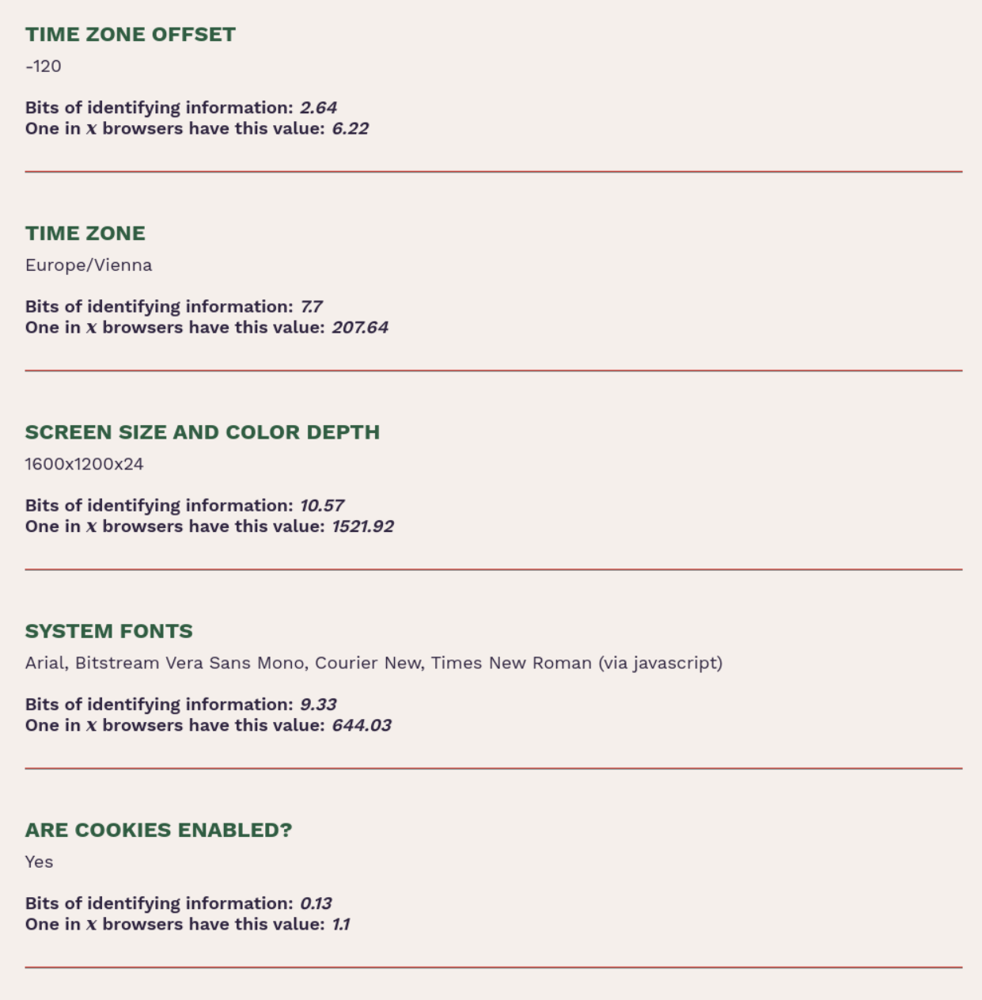 TIME ZONE OFFSET
-120
Bits of identifying information: 2.64
One in x browsers have this value: 6.22
TIME ZONE
Europe/Vienna
Bits of identifying information: 7.7
One in x browsers have this value: 207.64
SCREEN SIZE AND COLOR DEPTH
1600x1200x24
Bits of identifying information: 10.57
One in x browsers have this value: 1521.92
SYSTEM FONTS
Arial, Bitstream Vera Sans Mono, Courier New, Times New Roman (via javascript)
Bits of identifying information: 9.33
One in x browsers have this value: 644.03
ARE COOKIES ENABLED?
Yes
Bits of identifying information: 0.13
One in x browsers have this value: 1.1